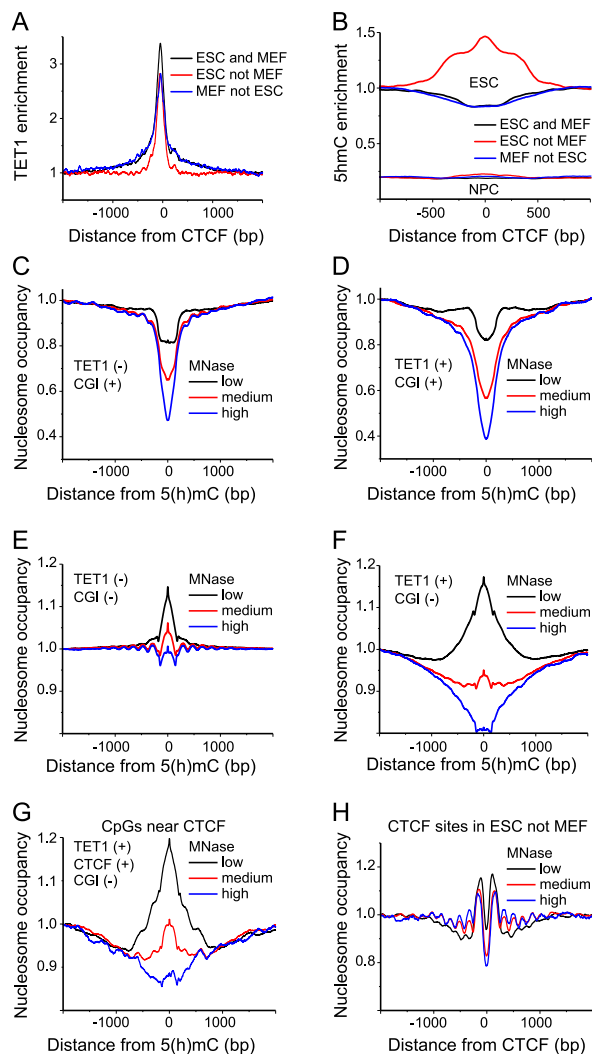 A
TET1 enrichment
3
2
1
ESC and MEF
ESC not MEF
MEF not ESC
-1000 0 1000
Distance from CTCF (bp)
B
5hmC enrichment
1.5
1.0
0.5
ESC
ESC and MEF
ESC not MEF
MEF not ESC
NPC
-500 0 500
Distance from CTCF (bp)
C
Nucleosome occupancy
1.0
0.8
0.6
0.4
TET1 (-)
CGI (+)
MNase
low
medium
high
-1000 0 1000
Distance from 5(h)mC (bp)
D
Nucleosome occupancy
1.0
0.8
0.6
0.4
TET1 (+)
CGI (+)
MNase
low
medium
high
-1000 0 1000
Distance from 5(h)mC (bp)
E
Nucleosome occupancy
1.2
1.1
1.0
0.9
TET1 (-)
CGI (-)
MNase
low
medium
high
-1000 0 1000
Distance from 5(h)mC (bp)
F
Nucleosome occupancy
1.2
1.1
1.0
0.9
TET1 (+)
CGI (-)
MNase
low
medium
high
-1000 0 1000
Distance from 5(h)mC (bp)
G
CpGs near CTCF
Nucleosome occupancy
1.2
1.1
1.0
0.9
TET1 (+)
CTCF (+)
CGI (-)
MNase
low
medium
high
-1000 0 1000
Distance from 5(h)mC (bp)
H
CTCF sites in ESC not MEF
Nucleosome occupancy
1.2
1.0
0.8
0.6
MNase
low
medium
high
-1000 0 1000
Distance from CTCF (bp)